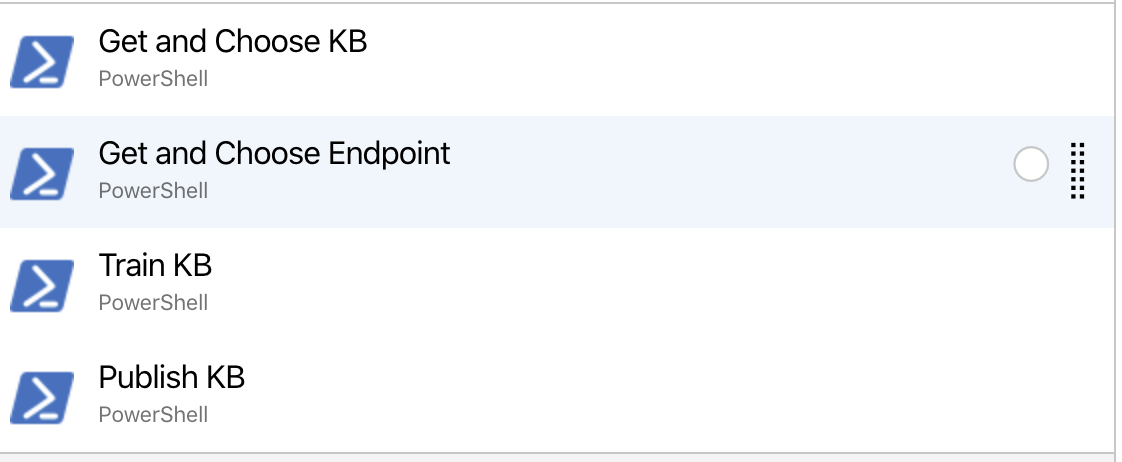 Get and Choose KB
PowerShell
Get and Choose Endpoint
PowerShell
Train KB
PowerShell
Publish KB
PowerShell